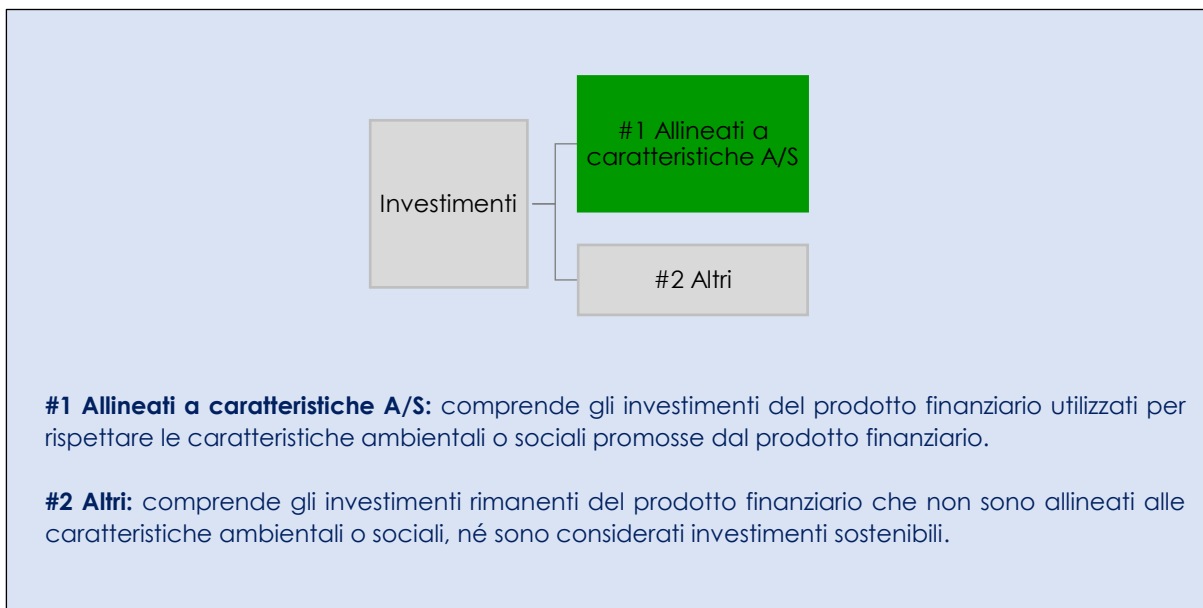 #1 Allineati a
caratteristiche A/S
Investimenti
#2 Altri
#1 Allineati a caratteristiche A/S: comprende gli investimenti del prodotto finanziario utilizzati per
rispettare le caratteristiche ambientali o sociali promosse dal prodotto finanziario.
#2 Altri: comprende gli investimenti rimanenti del prodotto finanziario che non sono allineati alle
caratteristiche ambientali o sociali, né sono considerati investimenti sostenibili.